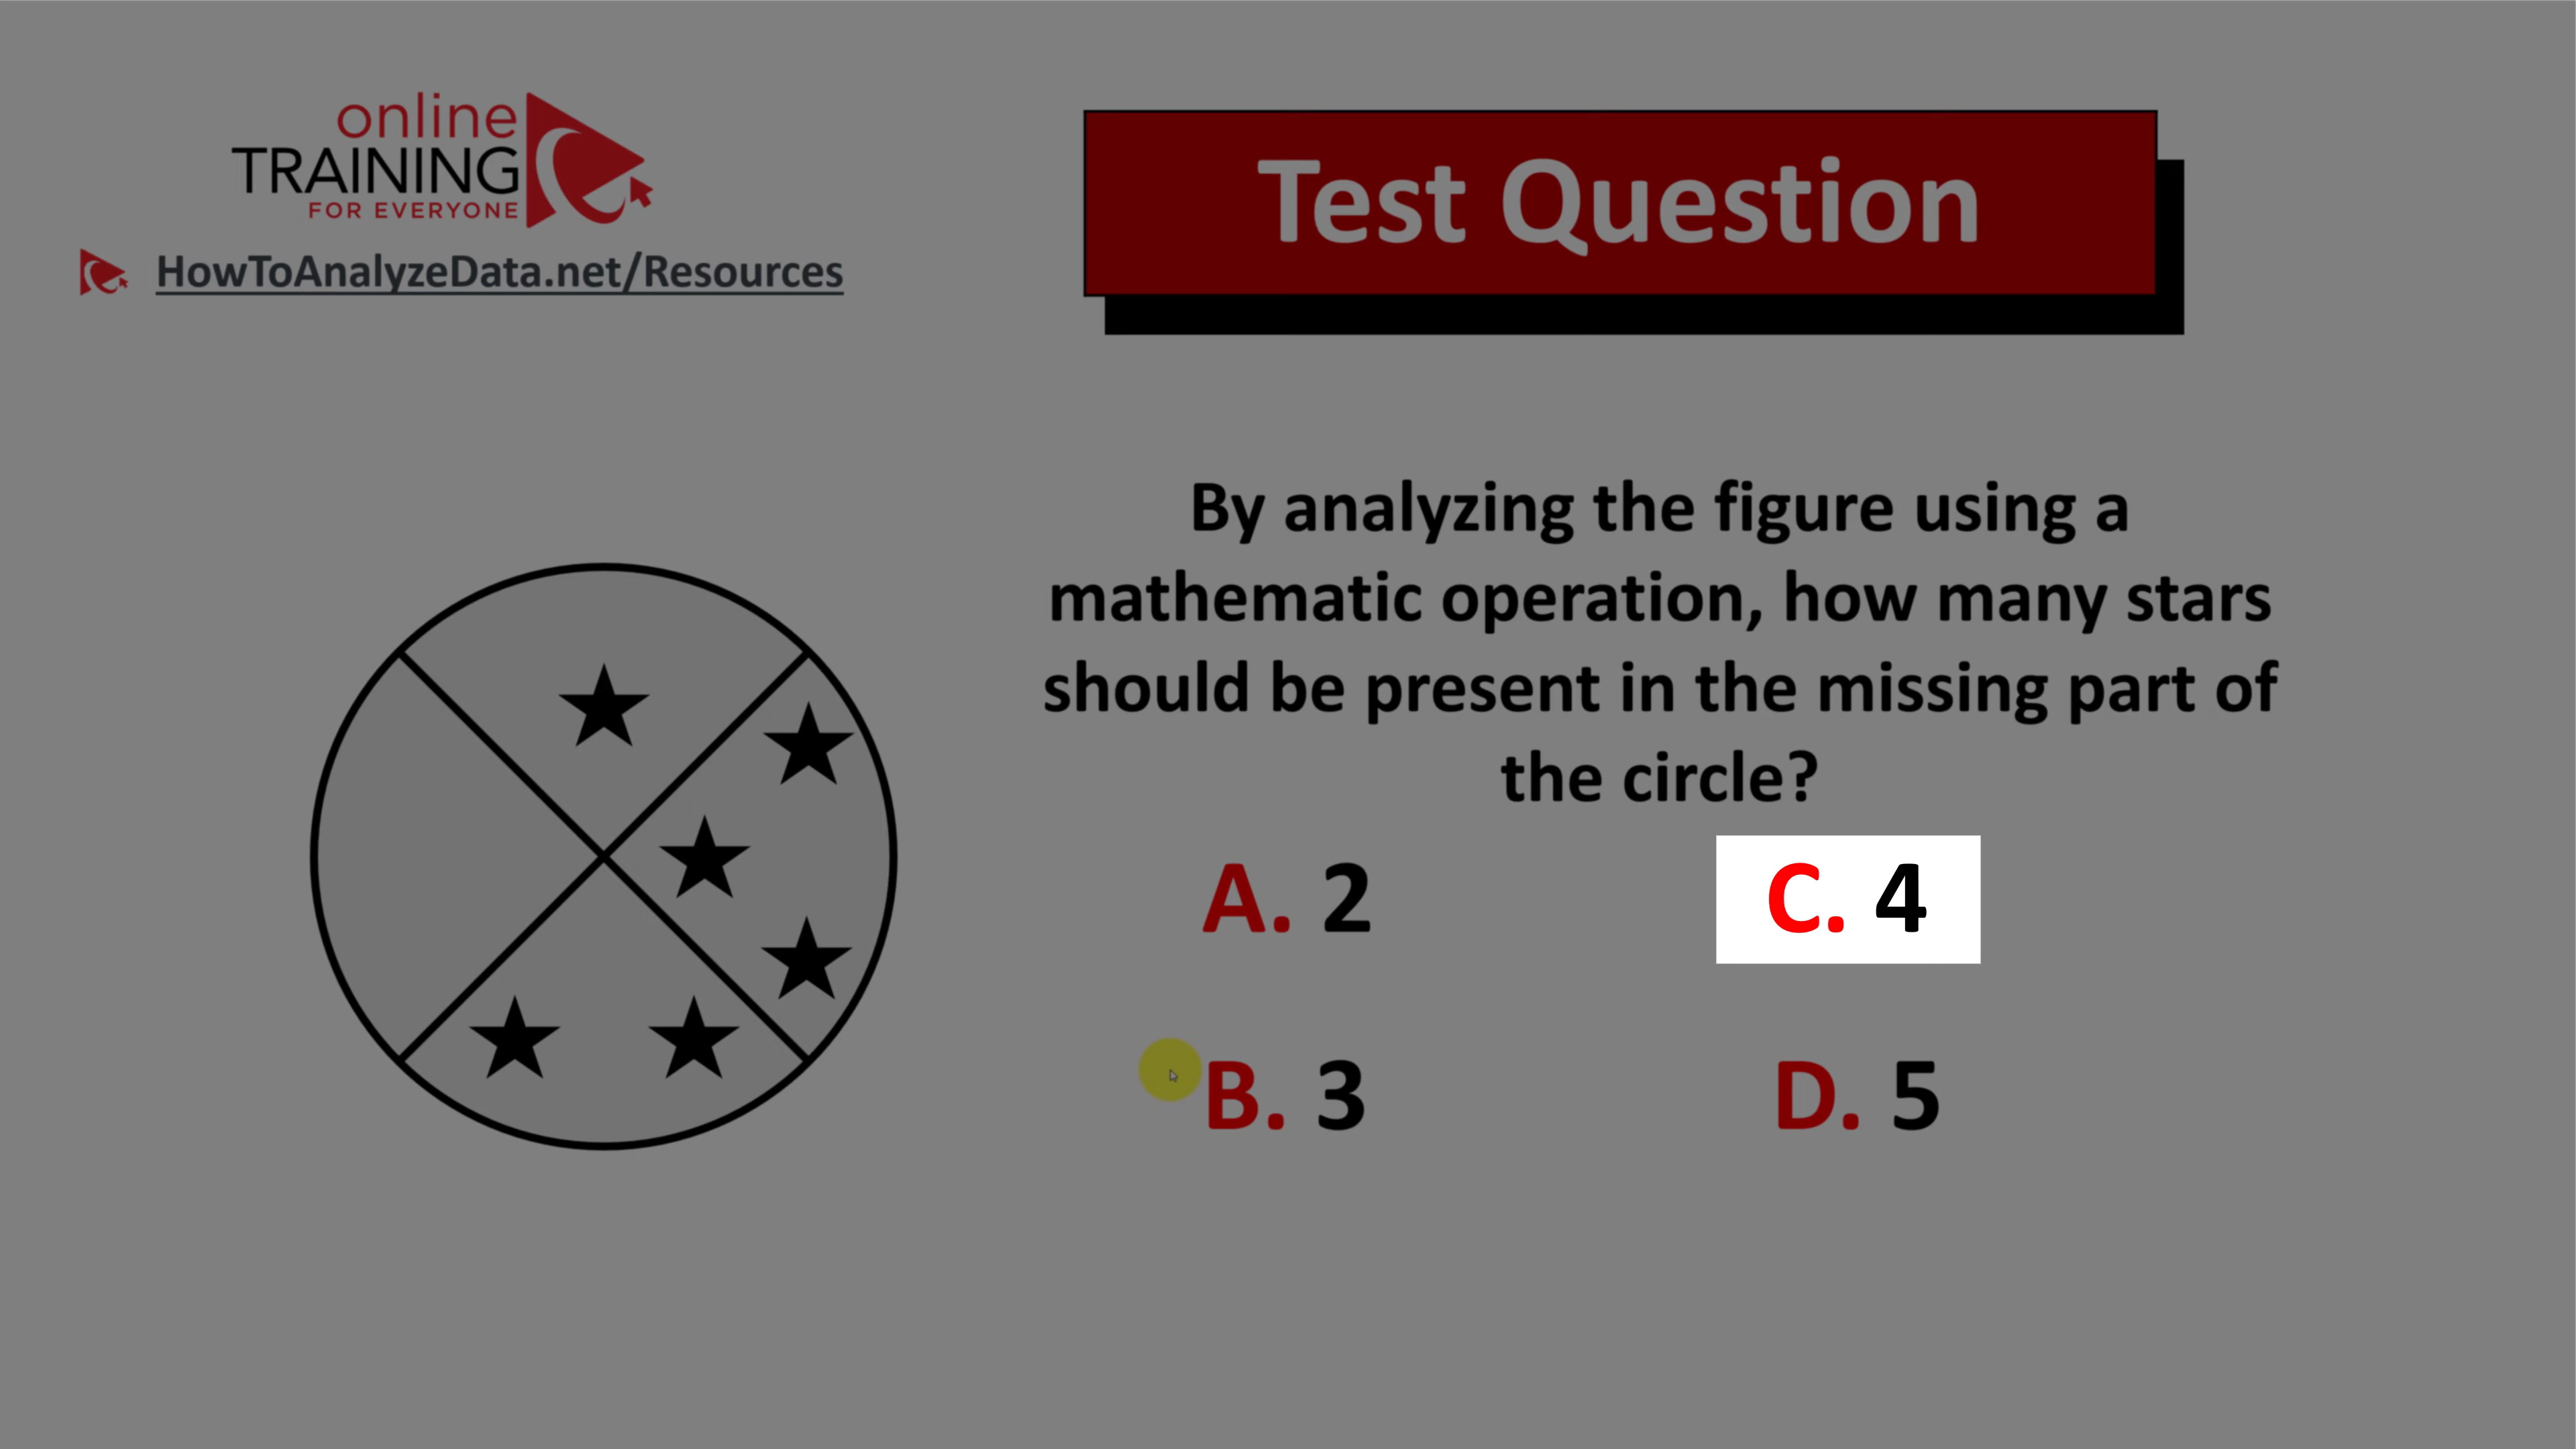 online
TRAINING
FOR EVERYONE
HowToAnalyzeData.net/Resources
Test Question
By analyzing the figure using a
mathematic operation, how many stars
should be present in the missing part of
the circle?
A. 2
C. 4
B. 3
D. 5